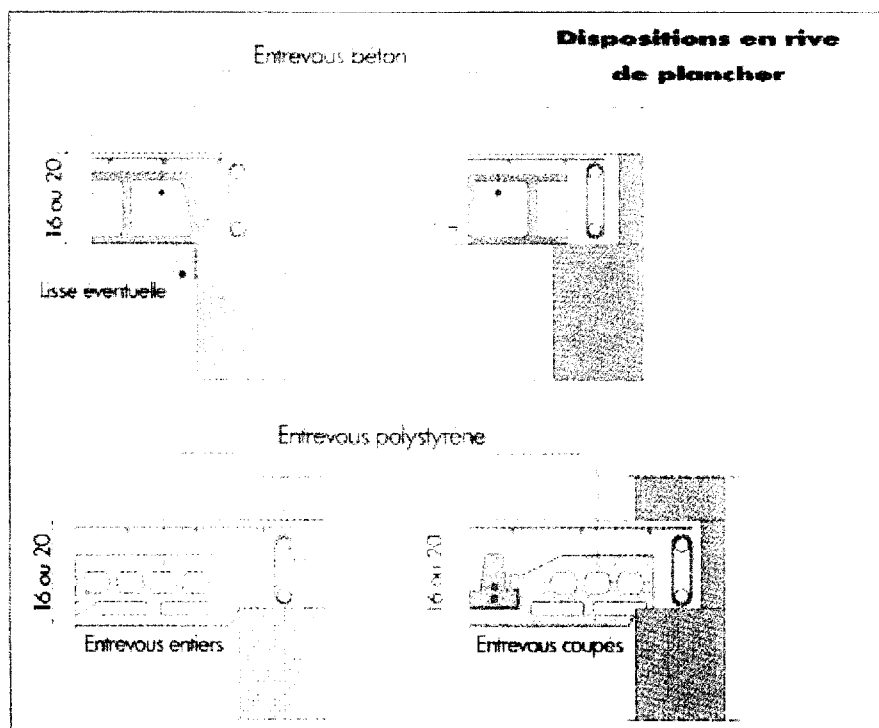 Dispositions en rive
de plancher
Entrevous béton
16 ou 20
Lisse éventuelle
Entrevous polystyrène
16 ou 20
16 ou 20
Entrevous entiers
Entrevous coupés